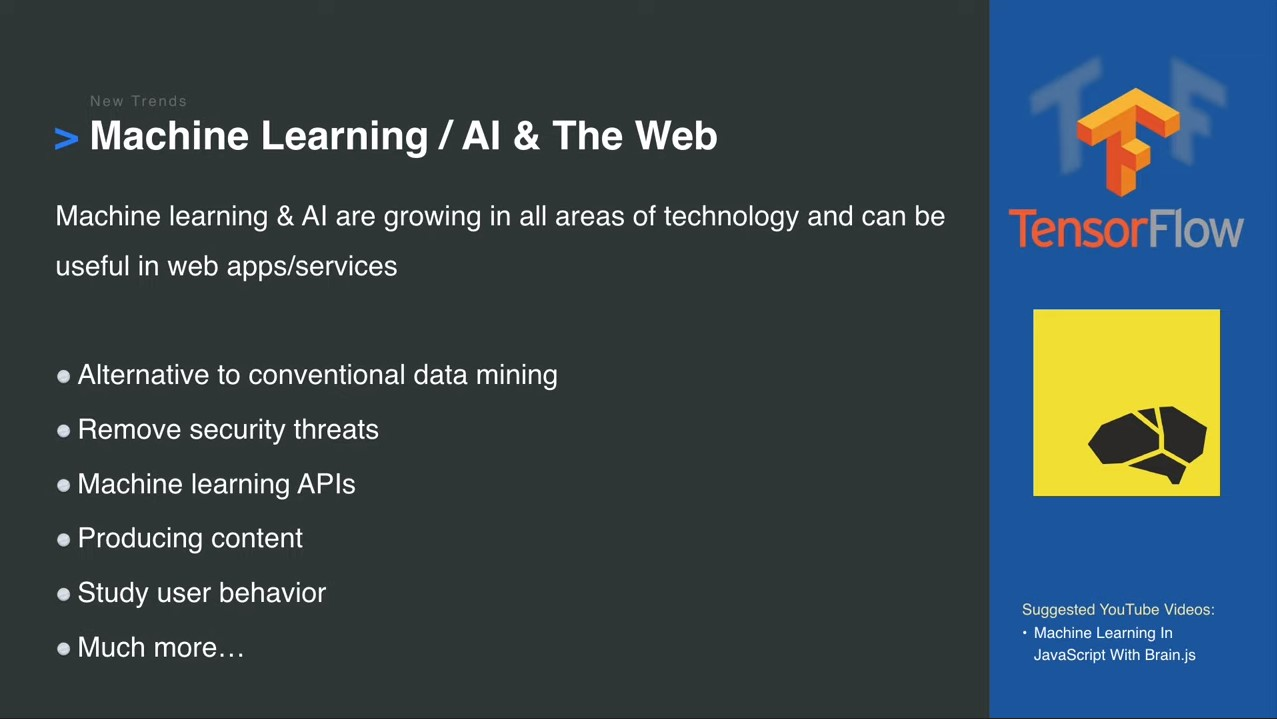 New Trends
> Machine Learning / AI & The Web
Machine learning & AI are growing in all areas of technology and can be
useful in web apps/services
Alternative to conventional data mining
Remove security threats
Machine learning APIs
Producing content
Study user behavior
Much more…
TensorFlow
Suggested YouTube Videos:
• Machine Learning In
JavaScript With Brain.js